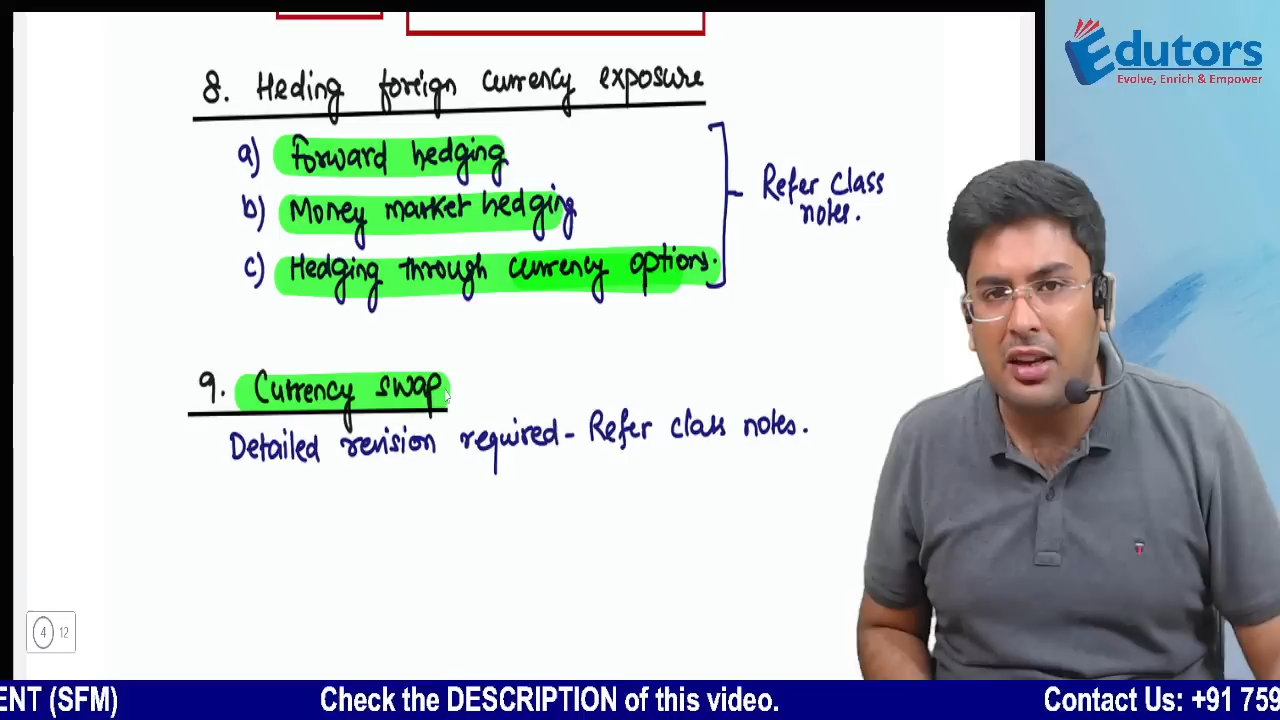 Edutors
Evolve, Enrich & Empower
8. Heding foreign currency exposure
a) Forward hedging
b) Money market hedging
c) Hedging through currency options.
Refer class
notes.
9. Currency swap
Detailed revision required - Refer class notes.
4 12
ENT (SFM) Check the DESCRIPTION of this video. Contact Us: +91 759